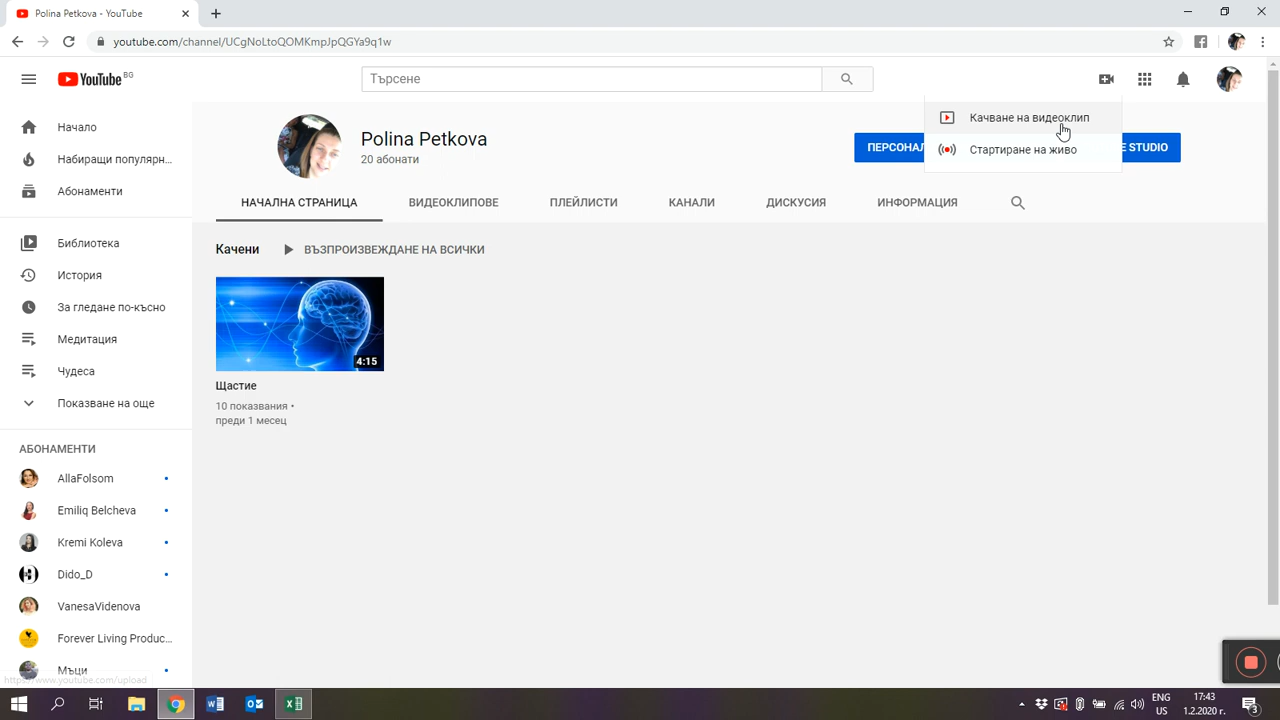 Polina Petkova - YouTube
youtube.com/channel/UCgNoLtoQOMKmpJpQGYa9q1w
YouTube BG
Търсене
Начало
Набиращи популярн...
Абонаменти
Библиотека
История
За гледане по-късно
Медитация
Чудеса
Показване на още
АБОНАМЕНТИ
AllaFolsom
Emiliq Belcheva
Kremi Koleva
Dido_D
VanesaVidenova
Forever Living Produc...
Мъци
https://www.youtube.com/upload
Polina Petkova
20 абонати
ПЕРСОНАЛ
E STUDIO
Качване на видеоклип
Стартиране на живо
НАЧАЛНА СТРАНИЦА
ВИДЕОКЛИПОВЕ
ПЛЕЙЛИСТИ
КАНАЛИ
ДИСКУСИЯ
ИНФОРМАЦИЯ
Качени
ВЪЗПРОИЗВЕЖДАНЕ НА ВСИЧКИ
4:15
Щастие
10 показвания •
преди 1 месец
ENG
US
17:43
1.2.2020 г.
3